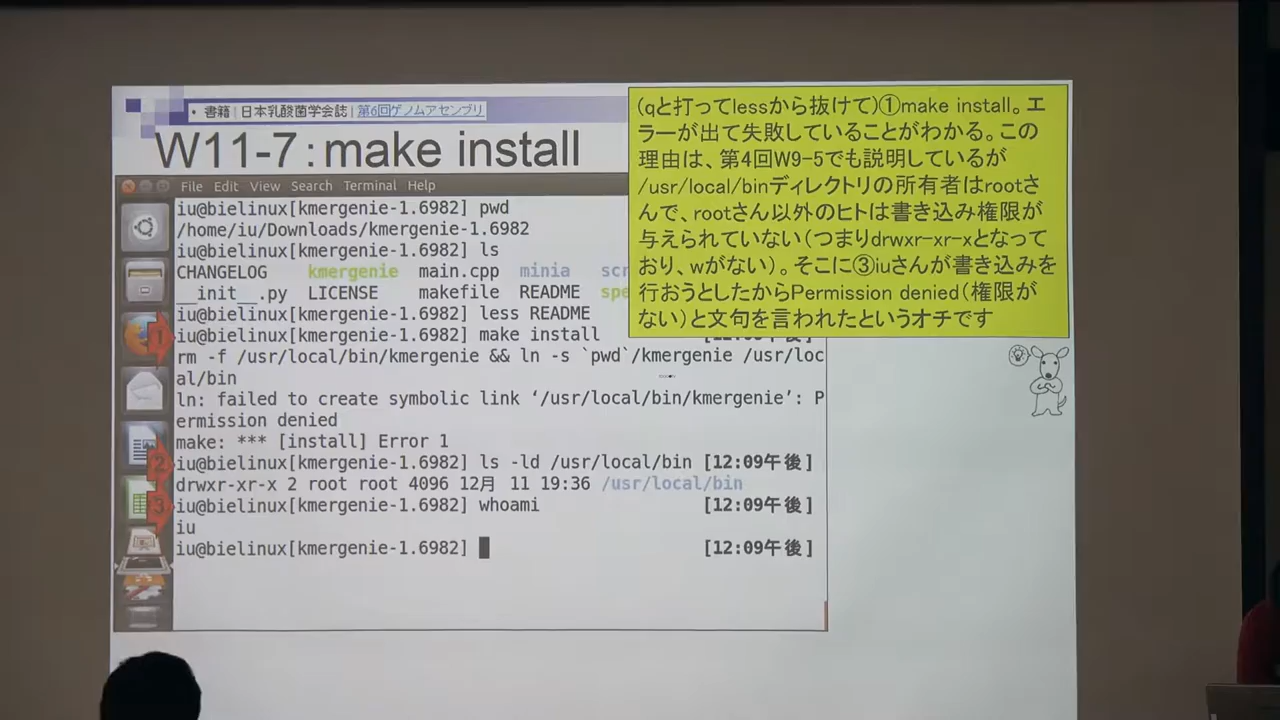 • 書籍 | 日本乳酸菌学会誌 | 第6回ゲノムアセンブリ
W11-7：make install
(qと打ってlessから抜けて)①make install。エ
ラーが出て失敗していることがわかる。この
理由は、第4回W9-5でも説明しているが
/usr/local/binディレクトリの所有者はrootさ
んで、rootさん以外のヒトは書き込み権限が
与えられていない(つまりdrwxr-xr-xとなって
おり、wがない)。そこに③iuさんが書き込みを
行おうとしたからPermission denied(権限が
ない)と文句を言われたというオチです
File Edit View Search Terminal Help
iu@bielinux[kmergenie-1.6982] pwd
/home/iu/Downloads/kmergenie-1.6982
iu@bielinux[kmergenie-1.6982] ls
CHANGELOG kmergenie main.cpp minia scr
__init__.py LICENSE makefile README spe
iu@bielinux[kmergenie-1.6982] less README
iu@bielinux[kmergenie-1.6982] make install
rm -f /usr/local/bin/kmergenie && ln -s `pwd`/kmergenie /usr/loc
al/bin
ln: failed to create symbolic link ‘/usr/local/bin/kmergenie’: P
ermission denied
make: *** [install] Error 1
iu@bielinux[kmergenie-1.6982] ls -ld /usr/local/bin [12:09午後]
drwxr-xr-x 2 root root 4096 12月 11 19:36 /usr/local/bin
iu@bielinux[kmergenie-1.6982] whoami [12:09午後]
iu
iu@bielinux[kmergenie-1.6982] [12:09午後]
1
2
3